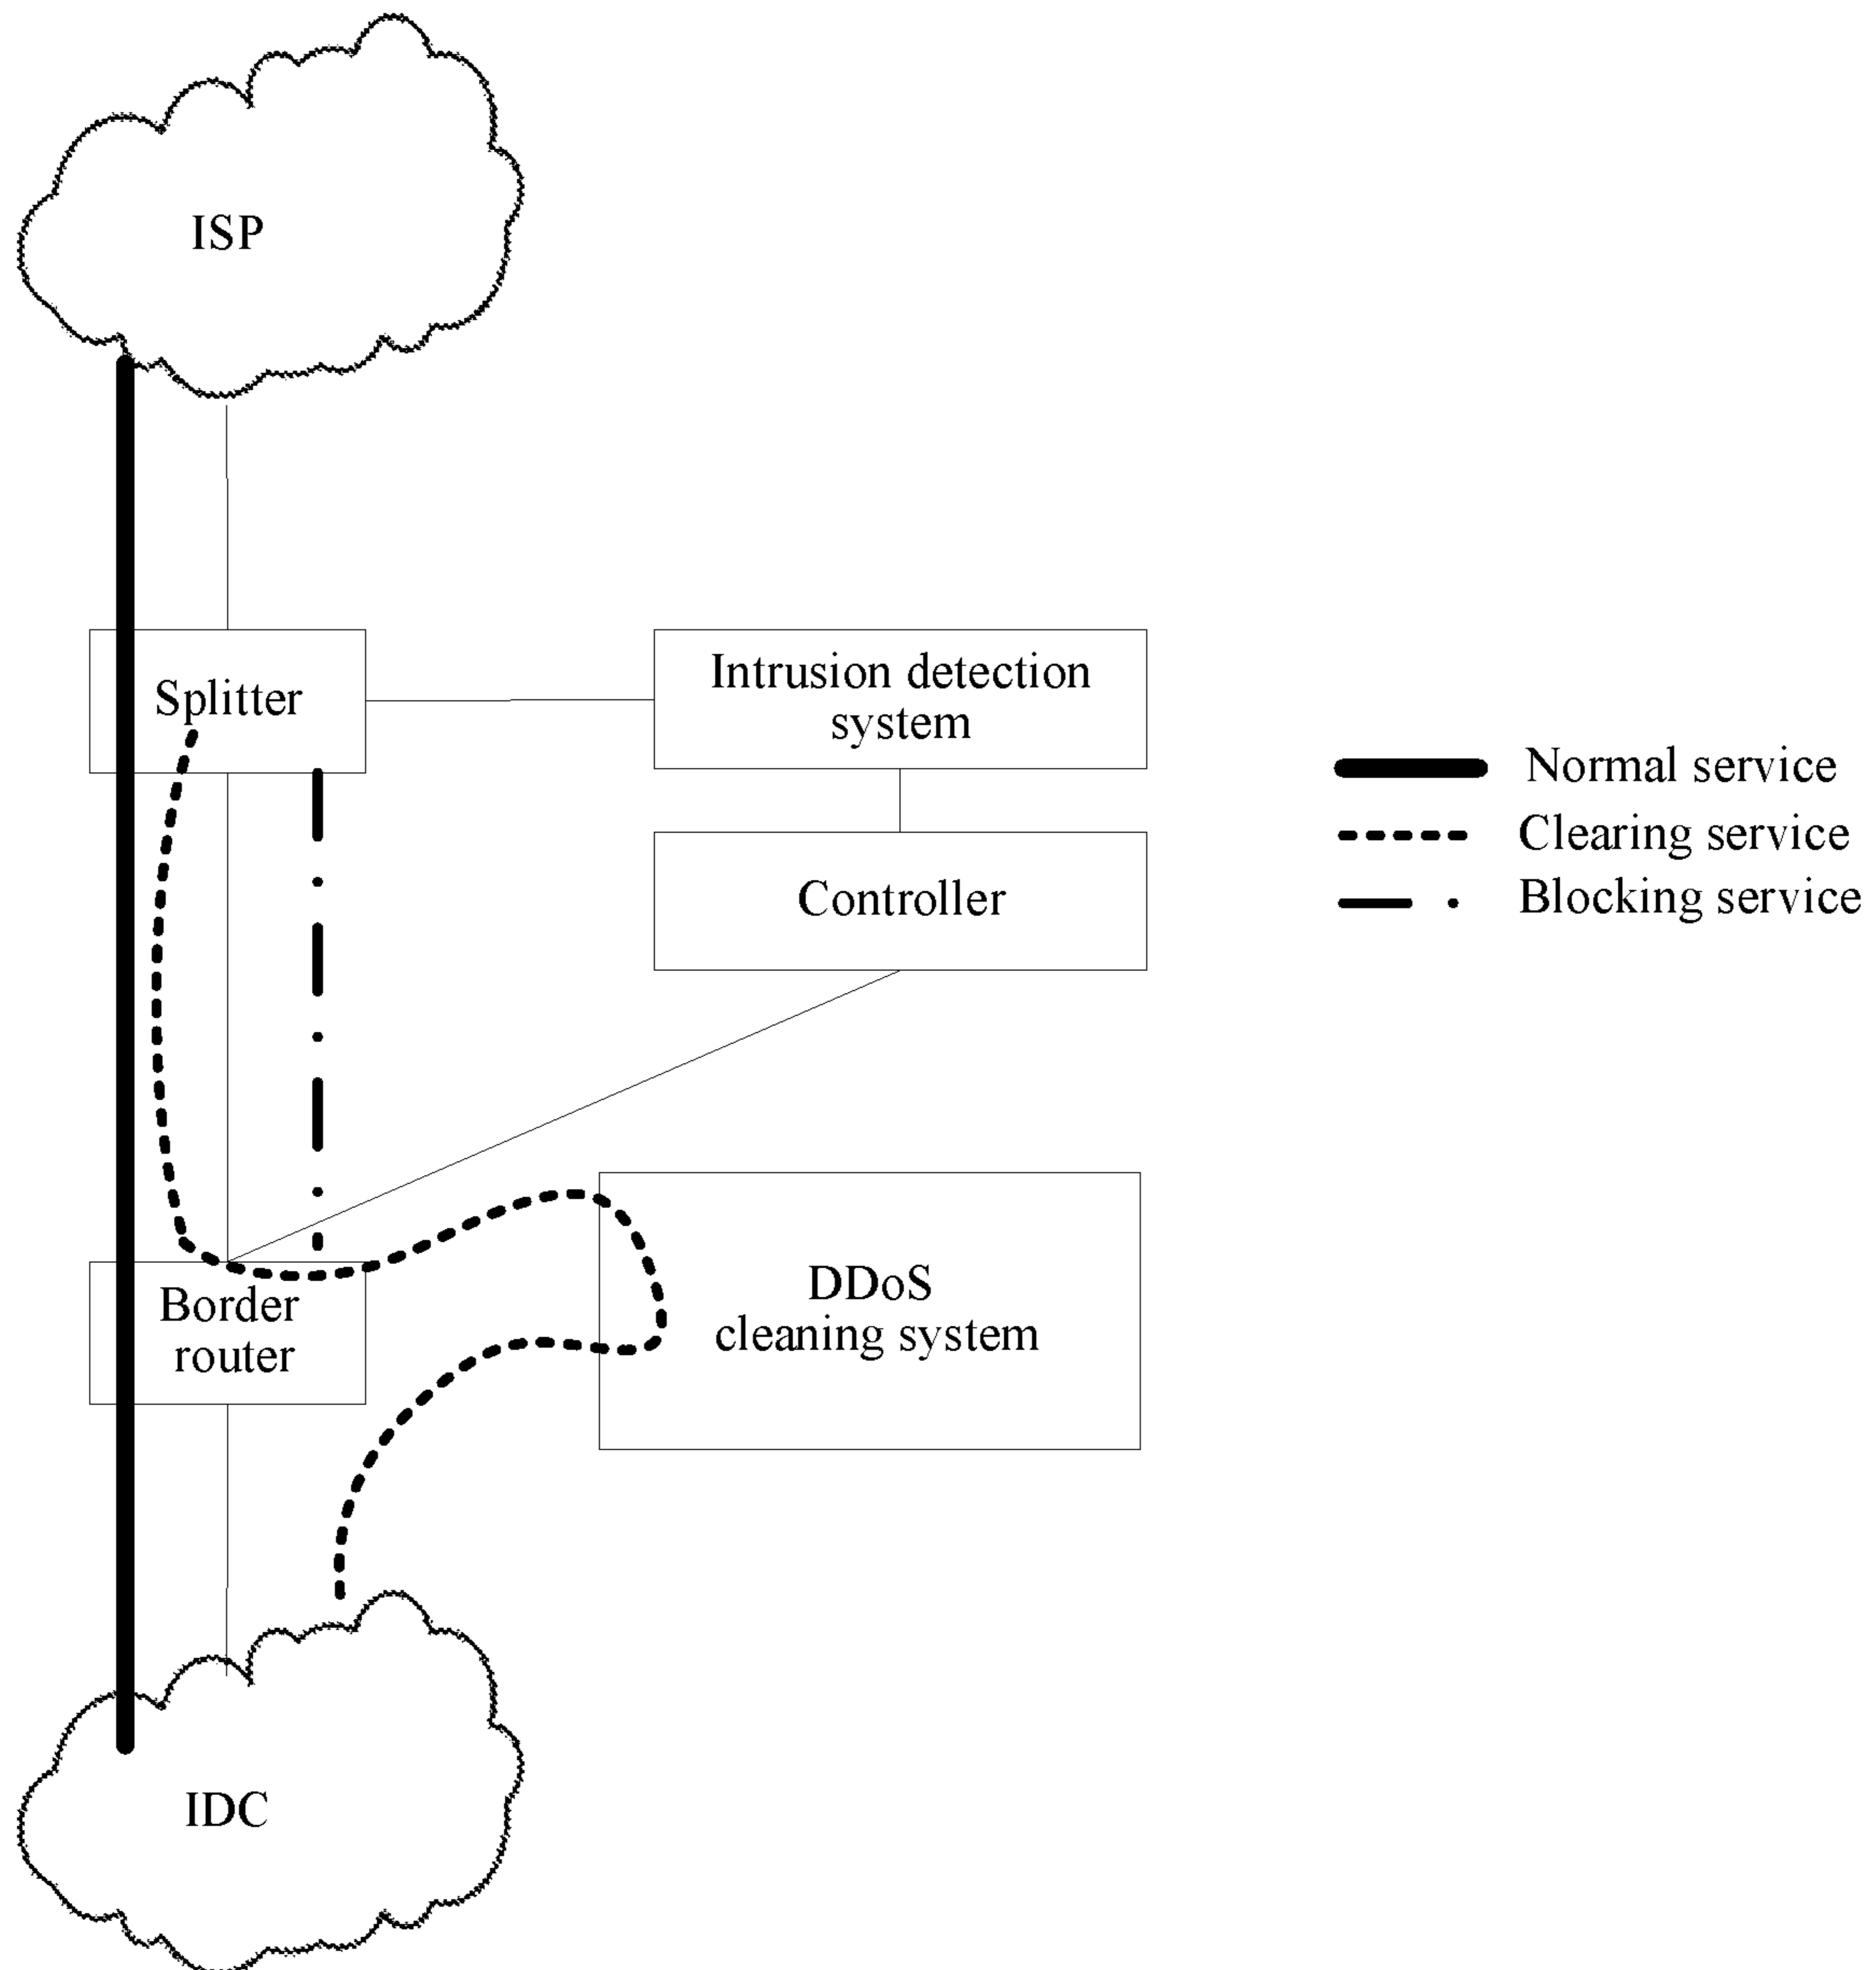 ISP
Splitter
Intrusion detection
system
Normal service
Clearing service
Blocking service
Controller
Border
router
DDoS
cleaning system
IDC